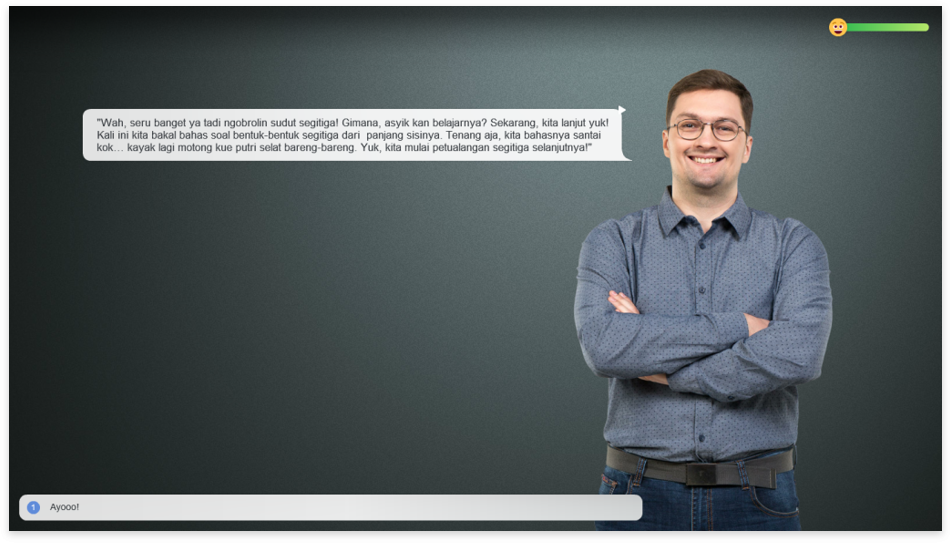 "Wah, seru banget ya tadi ngobrolin sudut segitiga! Gimana, asyik kan belajarnya? Sekarang, kita lanjut yuk!
Kali ini kita bakal bahas soal bentuk-bentuk segitiga dari  panjang sisinya. Tenang aja, kita bahasnya santai
kok... kayak lagi motong kue putri selat bareng-bareng. Yuk, kita mulai petualangan segitiga selanjutnya!"
1 Ayooo!